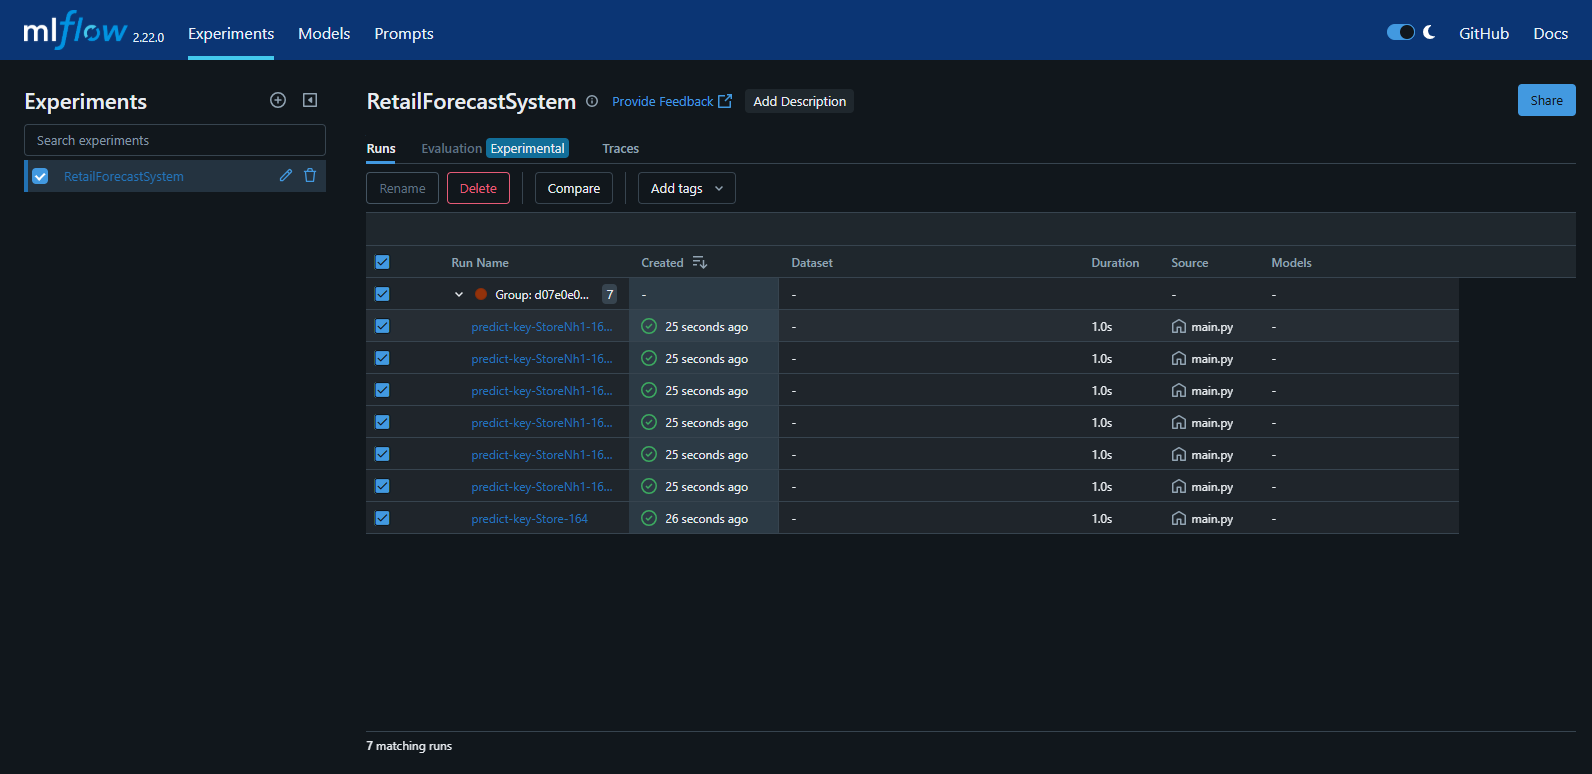 mlflow 2.22.0 Experiments Models Prompts GitHub Docs
Experiments
Search experiments
RetailForecastSystem
RetailForecastSystem Provide Feedback Add Description Share
Runs Evaluation Experimental Traces
Rename Delete Compare Add tags
Run Name Created Dataset Duration Source Models
Group: d07e0e0... 7 - - - -
predict-key-StoreNh1-16... 25 seconds ago - 1.0s main.py -
predict-key-StoreNh1-16... 25 seconds ago - 1.0s main.py -
predict-key-StoreNh1-16... 25 seconds ago - 1.0s main.py -
predict-key-StoreNh1-16... 25 seconds ago - 1.0s main.py -
predict-key-StoreNh1-16... 25 seconds ago - 1.0s main.py -
predict-key-StoreNh1-16... 25 seconds ago - 1.0s main.py -
predict-key-Store-164 26 seconds ago - 1.0s main.py -
7 matching runs